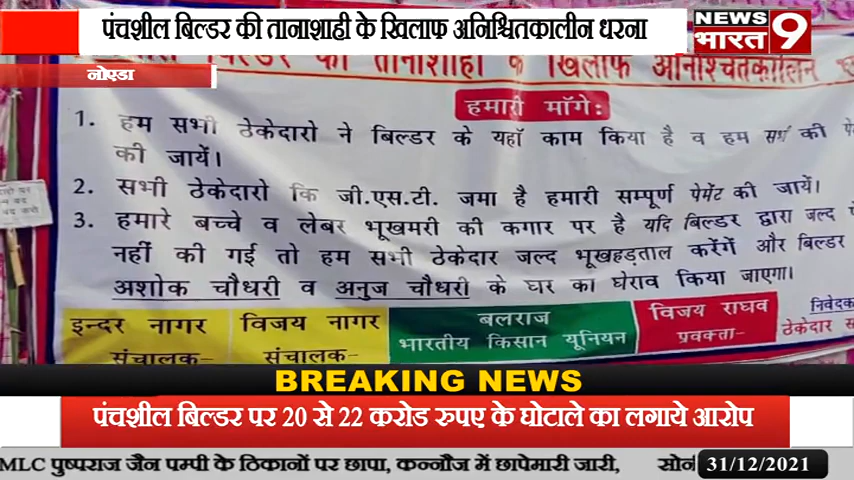 पंचशील बिल्डर की तानाशाही के खिलाफ अनिश्चितकालीन धरना
NEWS
भारत 9
नोएडा
की तानाशाही के खिलाफ अनिश्चितकालिन
हमारी माँगे:
1. हम सभी ठेकेदारो ने बिल्डर के यहाँ काम किया है व हम सभी की
की जायें।
2. सभी ठेकेदारो कि जी.एस.टी. जमा है हमारी सम्पूर्ण पेमेंट की जायें।
3. हमारे बच्चे व लेबर भूखमरी की कगार पर है यदि बिल्डर द्वारा जल्द
नहीं की गई तो हम सभी ठेकेदार जल्द भूखहड़ताल करेंगें और बिल्डर
अशोक चौधरी व अनुज चौधरी के घर का घेराव किया जाएगा।
इन्दर नागर
संचालक-
विजय नागर
संचालक-
बलराज
भारतीय किसान यूनियन
विजय राघव
प्रवक्ता-
निवेदक
ठेकेदार
BREAKING NEWS
पंचशील बिल्डर पर 20 से 22 करोड रुपए के घोटाले का लगाये आरोप
MLC पुष्पराज जैन पम्पी के ठिकानों पर छापा, कन्नौज में छापेमारी जारी,
31/12/2021